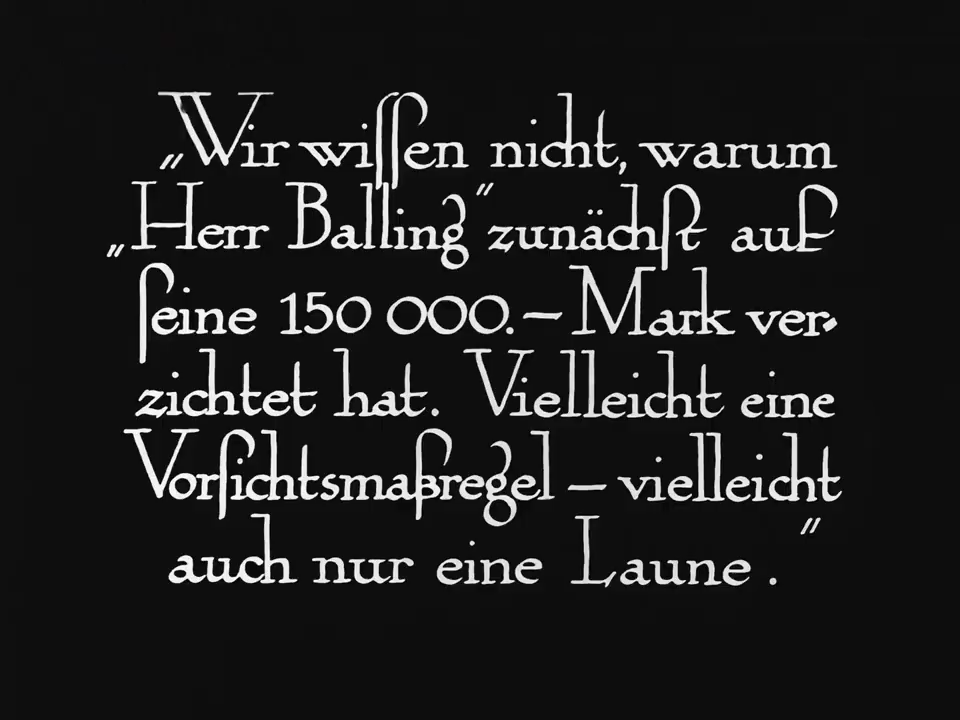 „Wir wiſſen nicht, warum
„Herr Balling“ zunächſt auf
ſeine 150 000.— Mark ver-
zichtet hat. Vielleicht eine
Vorſichtsmaßregel — vielleicht
auch nur eine Laune.“